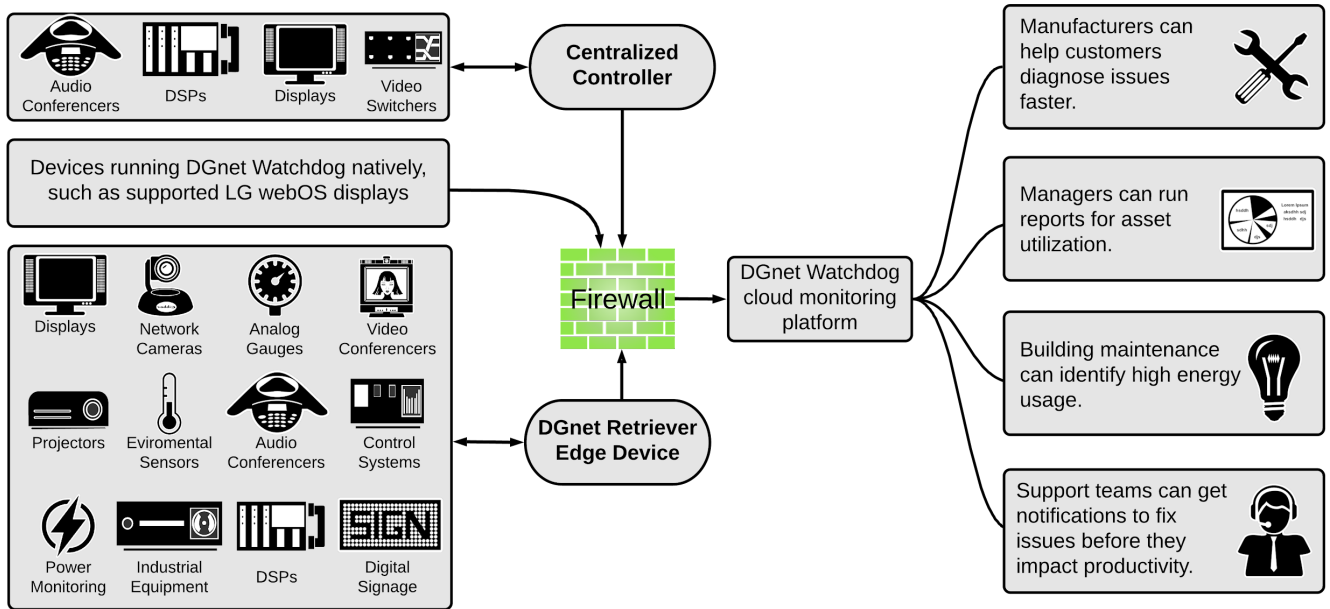 Audio
Conferencers
DSPs
Displays
Video
Switchers
Centralized
Controller
Devices running DGnet Watchdog natively,
such as supported LG webOS displays
Displays
Network
Cameras
Analog
Gauges
Video
Conferencers
Projectors
Eviromental
Sensors
Audio
Conferencers
Control
Systems
Power
Monitoring
Industrial
Equipment
DSPs
SIGN
Digital
Signage
Firewall
DGnet Retriever
Edge Device
DGnet Watchdog
cloud monitoring
platform
Manufacturers can
help customers
diagnose issues
faster.
Managers can run
reports for asset
utilization.
Lorem Ipsum
Building maintenance
can identify high energy
usage.
Support teams can get
notifications to fix
issues before they
impact productivity.